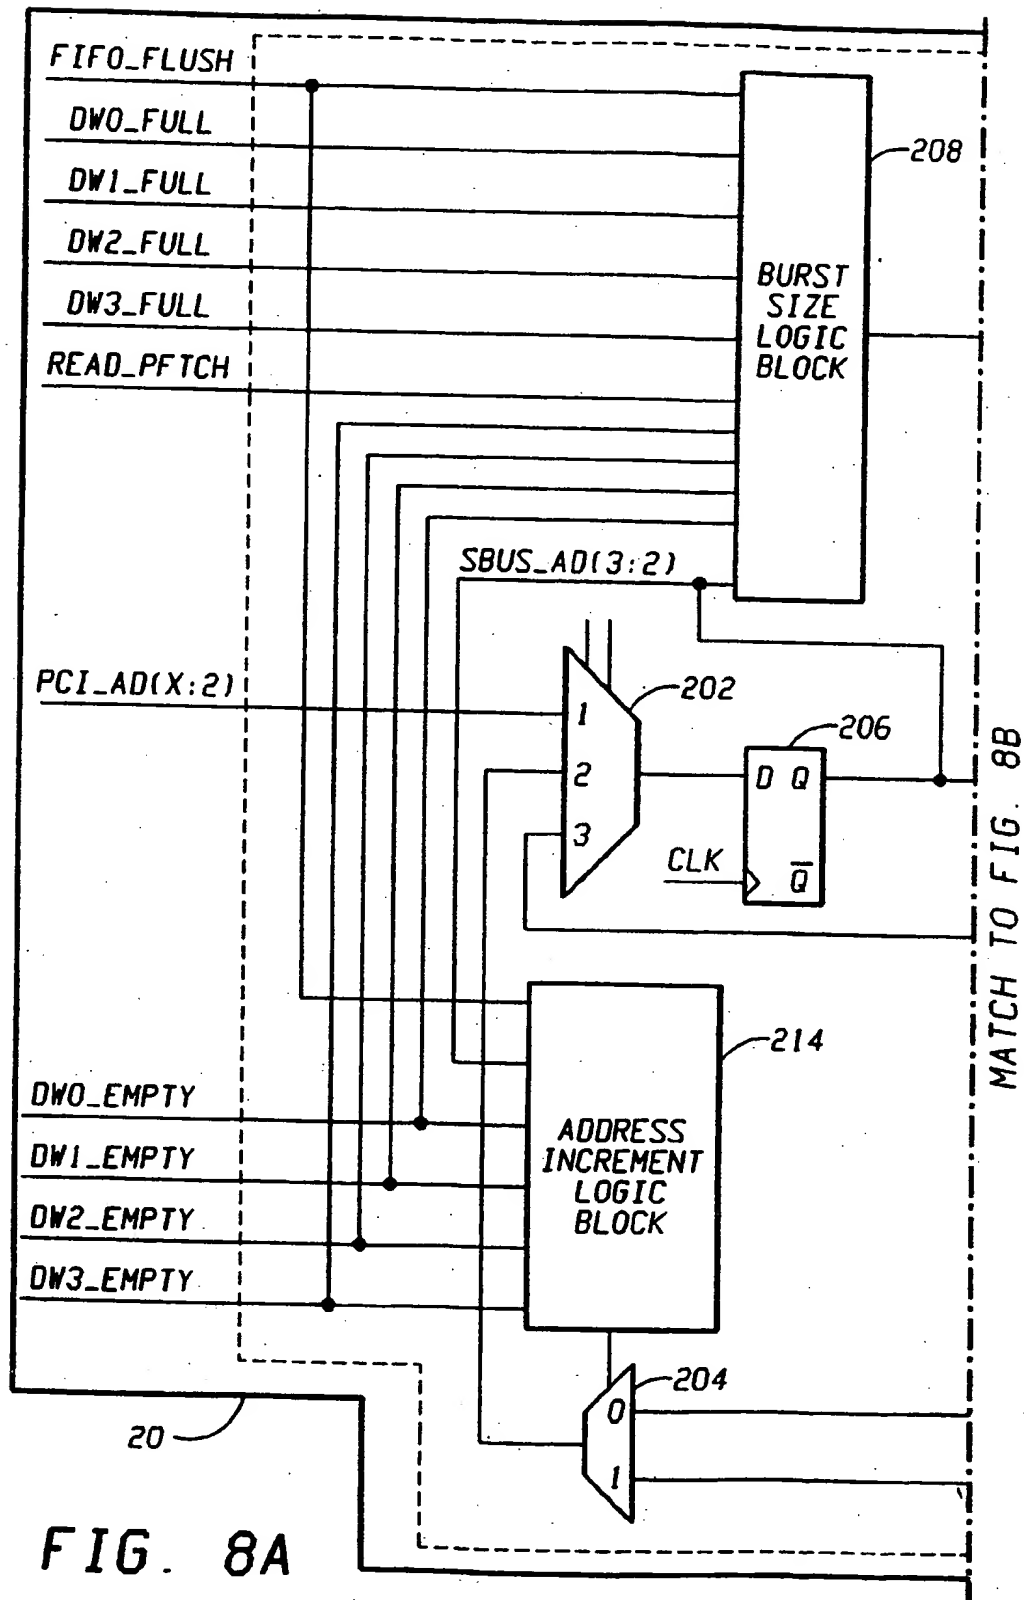 FIFO_FLUSH
DW0_FULL
208
DW1_FULL
DW2_FULL
BURST
SIZE
LOGIC
BLOCK
DW3_FULL
READ_PFTCH
SBUS_AD(3:2)
PCI_AD(X:2)
202
1
2
3
206
D Q
CLK
Q̅
MATCH TO FIG. 8B
214
DW0_EMPTY
ADDRESS
INCREMENT
LOGIC
BLOCK
DW1_EMPTY
DW2_EMPTY
DW3_EMPTY
204
0
1
20
FIG. 8A